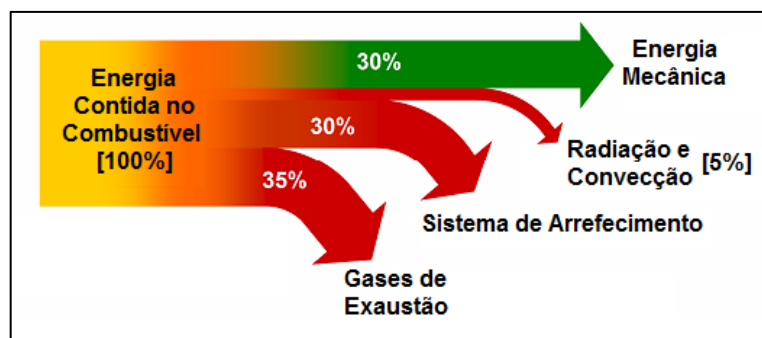 Energia
Contida no
Combustível
[100%]
30%
Energia
Mecânica
30%
Radiação e
Convecção [5%]
35%
Sistema de Arrefecimento
Gases de
Exaustão